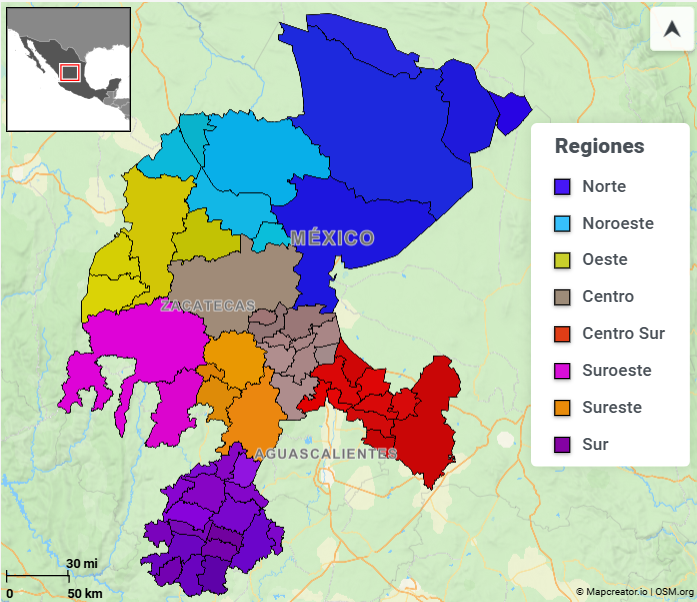 Regiones
Norte
Noroeste
Oeste
Centro
Centro Sur
Suroeste
Sureste
Sur
MÉXICO
ZACATECAS
AGUASCALIENTES
30 mi
0 50 km
© Mapcreator.io | OSM.org